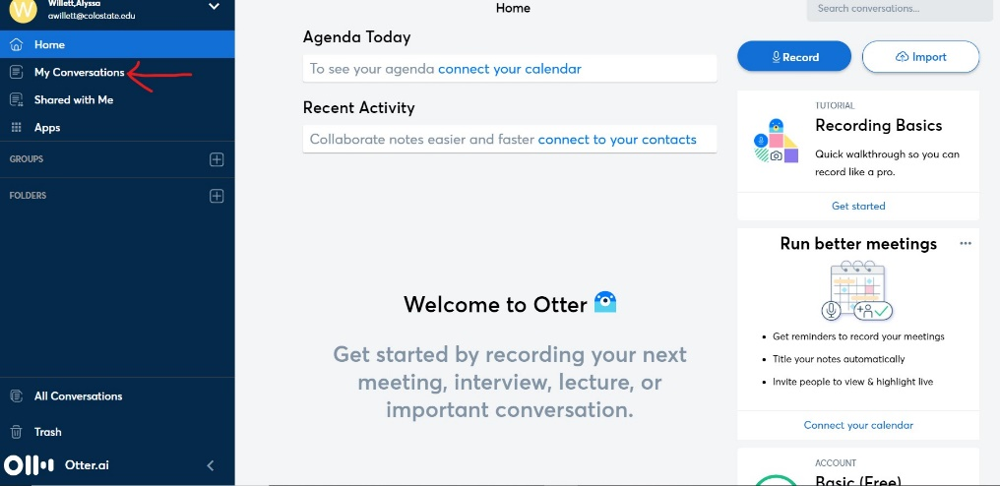 Willett,Alyssa
W
awillett@colostate.edu
Home
My Conversations
Shared with Me
Apps
GROUPS
FOLDERS
All Conversations
Trash
Otter.ai
Home
Search conversations...
Agenda Today
To see your agenda connect your calendar
Recent Activity
Collaborate notes easier and faster connect to your contacts
Welcome to Otter
Get started by recording your next
meeting, interview, lecture, or
important conversation.
Record
Import
TUTORIAL
Recording Basics
Quick walkthrough so you can
record like a pro.
Get started
Run better meetings
Get reminders to record your meetings
Title your notes automatically
Invite people to view & highlight live
Connect your calendar
ACCOUNT
Basic (Free)